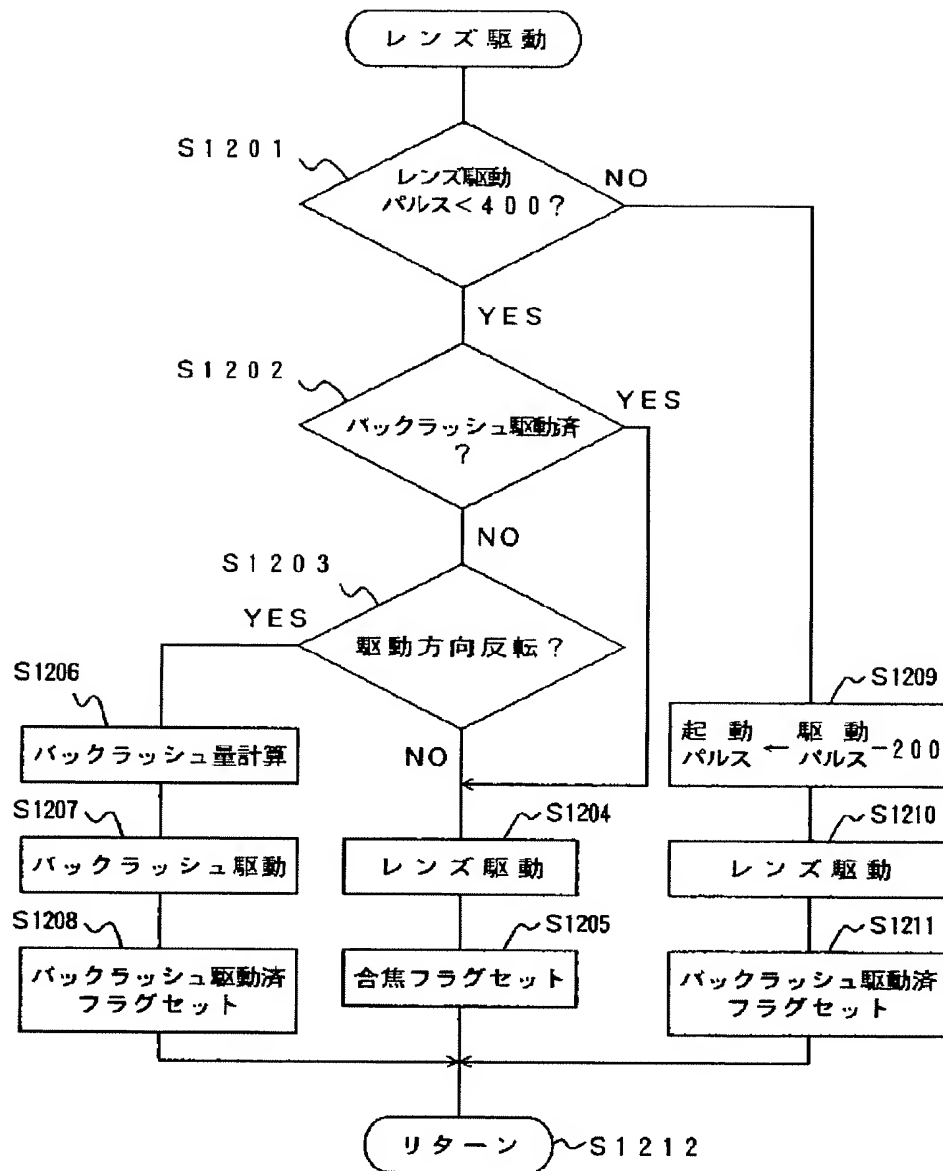 レンズ駆動
S1201
レンズ駆動
パルス<400?
NO
YES
S1202
バックラッシュ駆動済
?
YES
NO
S1203
YES
駆動方向反転?
NO
S1206
バックラッシュ量計算
S1207
バックラッシュ駆動
S1208
バックラッシュ駆動済
フラグセット
S1204
レンズ駆動
S1205
合焦フラグセット
S1209
起動 駆動
パルス ← パルス −200
S1210
レンズ駆動
S1211
バックラッシュ駆動済
フラグセット
リターン
S1212